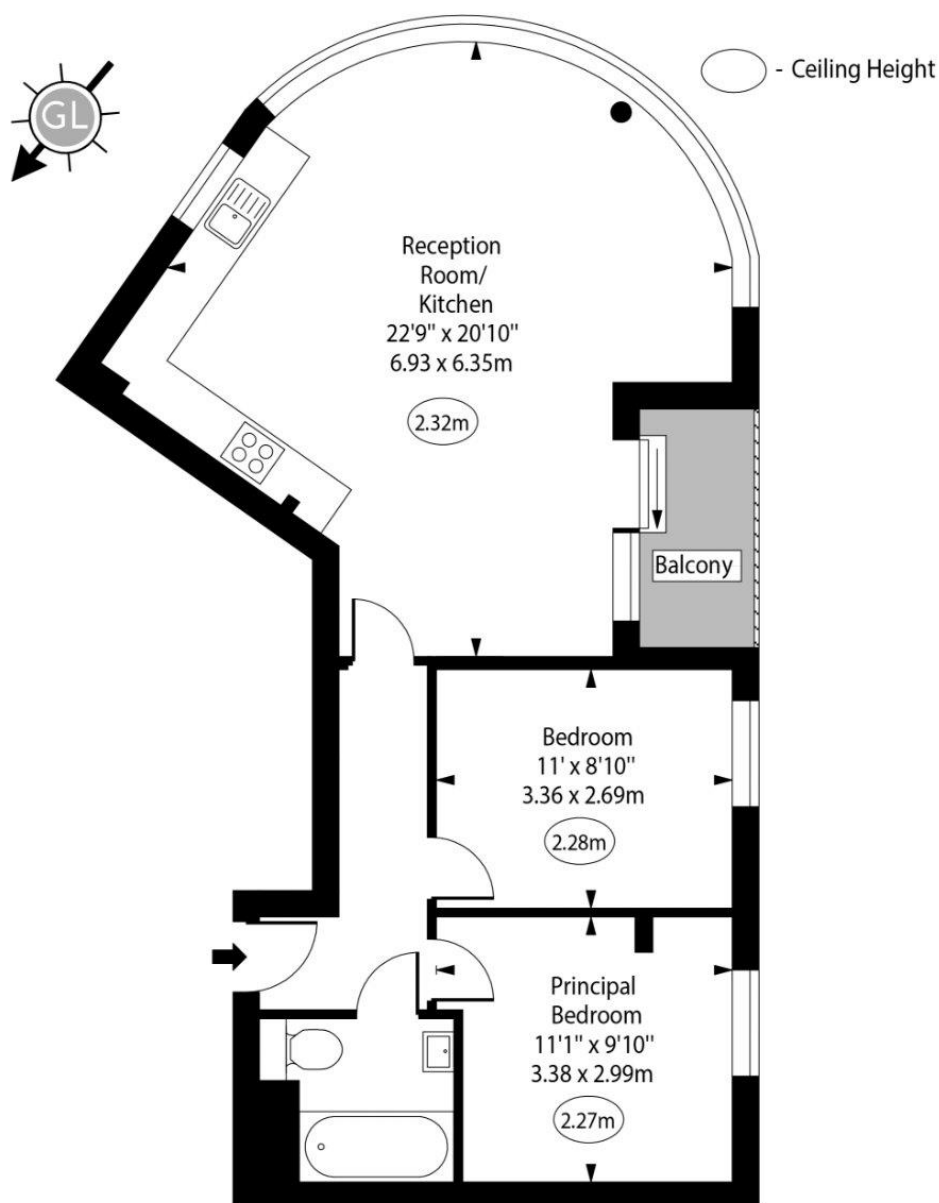 GL
- Ceiling Height
Reception
Room/
Kitchen
22'9" x 20'10"
6.93 x 6.35m
2.32m
Balcony
Bedroom
11' x 8'10"
3.36 x 2.69m
2.28m
Principal
Bedroom
11'1" x 9'10"
3.38 x 2.99m
2.27m